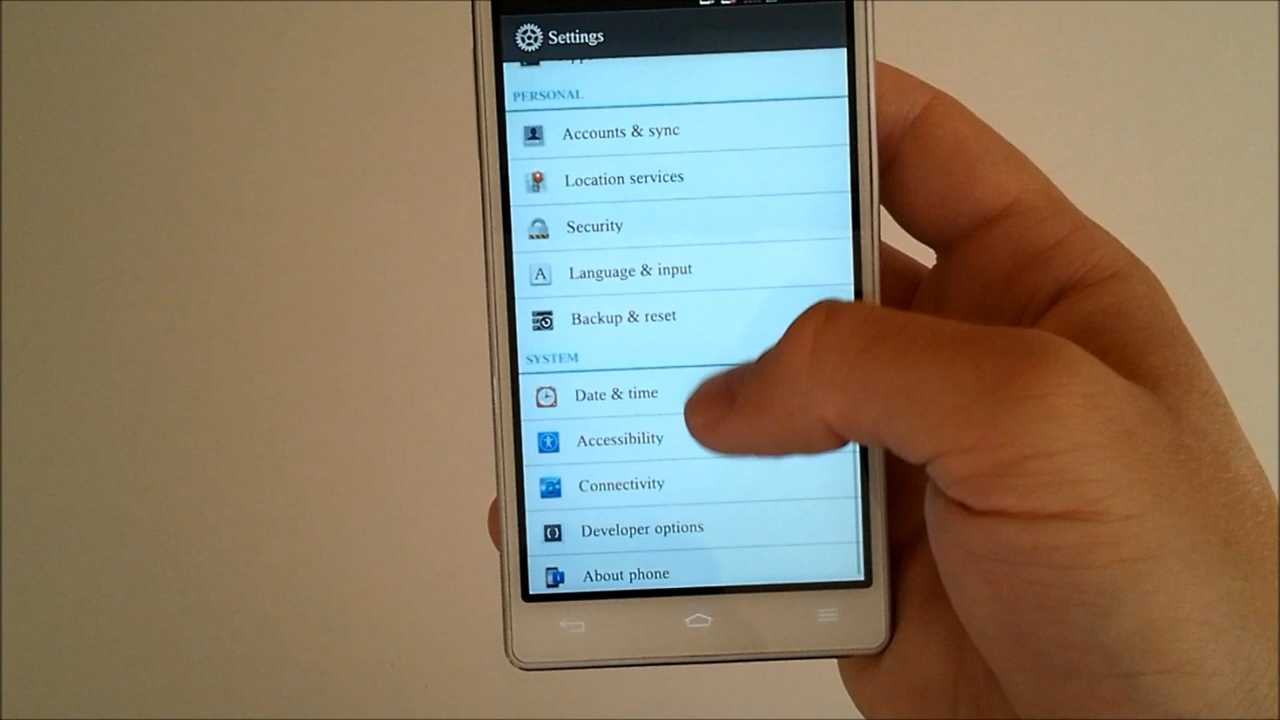 Settings
PERSONAL
Accounts & sync
Location services
Security
A Language & input
Backup & reset
SYSTEM
Date & time
Accessibility
Connectivity
Developer options
About phone